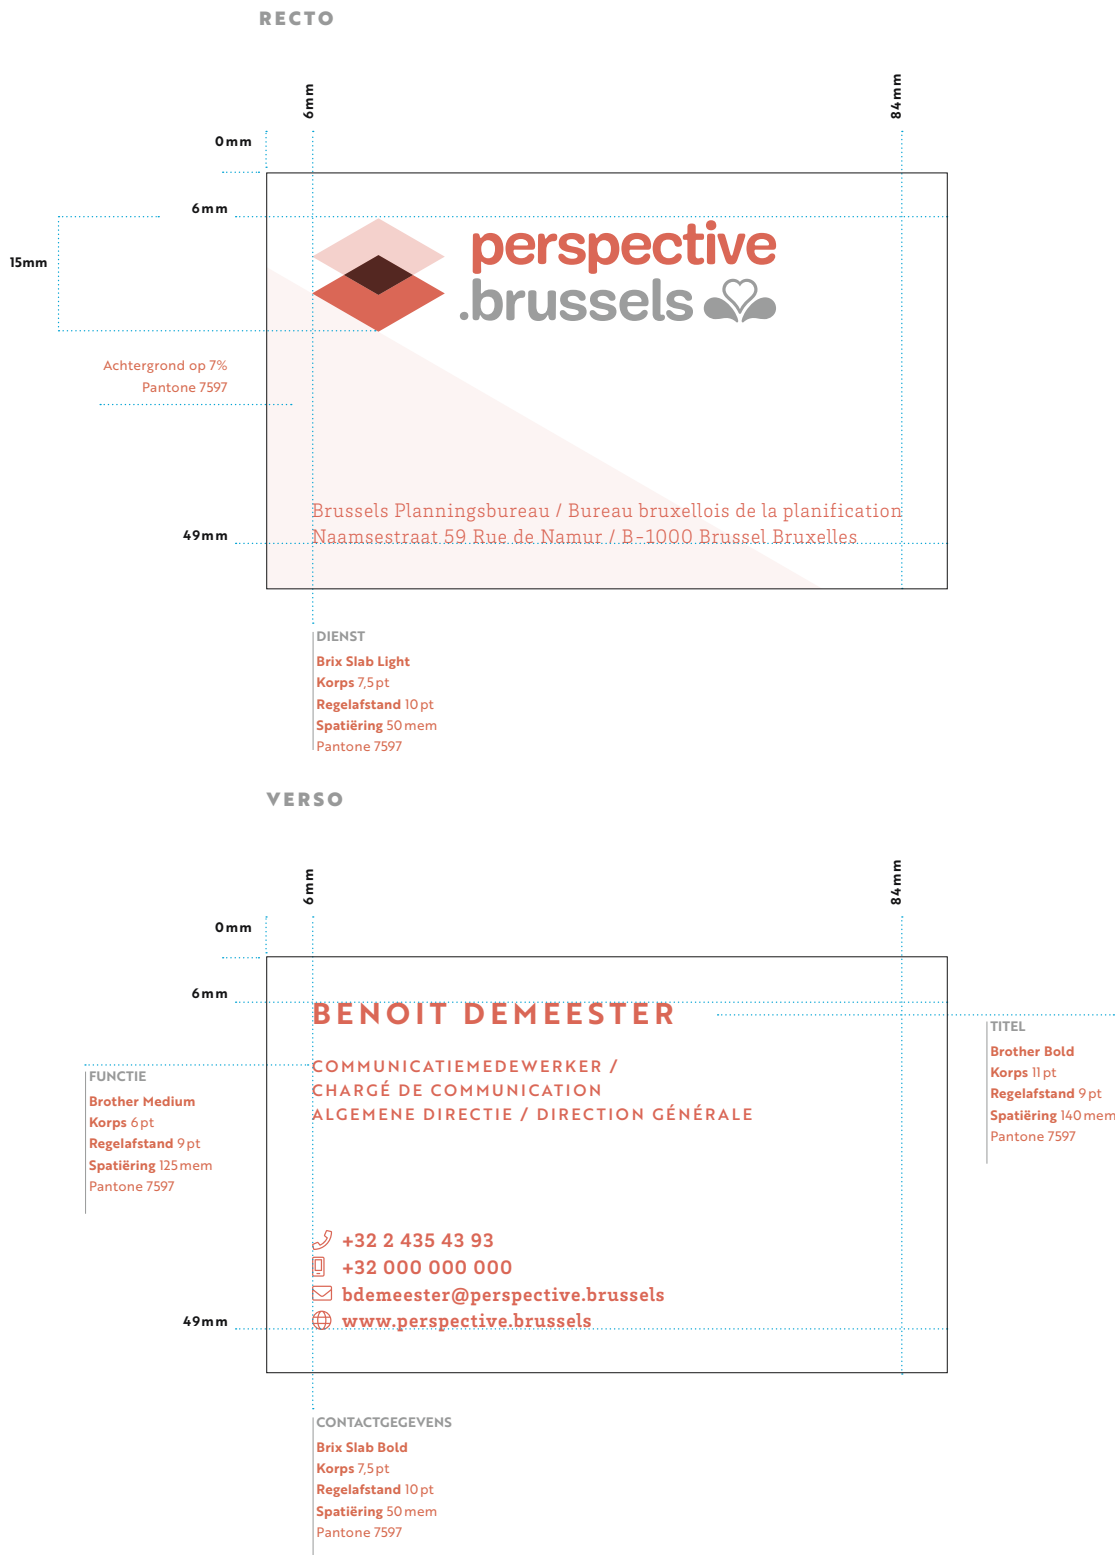 RECTO
6mm
84mm
0mm
6mm
15mm
perspective
.brussels
Achtergrond op 7%
Pantone 7597
Brussels Planningsbureau / Bureau bruxellois de la planification
Naamsestraat 59 Rue de Namur / B-1000 Brussel Bruxelles
49mm
DIENST
Brix Slab Light
Korps 7,5 pt
Regelafstand 10 pt
Spatiëring 50 mem
Pantone 7597
VERSO
6mm
84mm
0mm
6mm
BENOIT DEMEESTER
TITEL
Brother Bold
Korps 11 pt
Regelafstand 9 pt
Spatiëring 140 mem
Pantone 7597
COMMUNICATIEMEDEWERKER /
CHARGÉ DE COMMUNICATION
ALGEMENE DIRECTIE / DIRECTION GÉNÉRALE
FUNCTIE
Brother Medium
Korps 6 pt
Regelafstand 9 pt
Spatiëring 125 mem
Pantone 7597
+32 2 435 43 93
+32 000 000 000
bdemeester@perspective.brussels
www.perspective.brussels
49mm
CONTACTGEGEVENS
Brix Slab Bold
Korps 7,5 pt
Regelafstand 10 pt
Spatiëring 50 mem
Pantone 7597